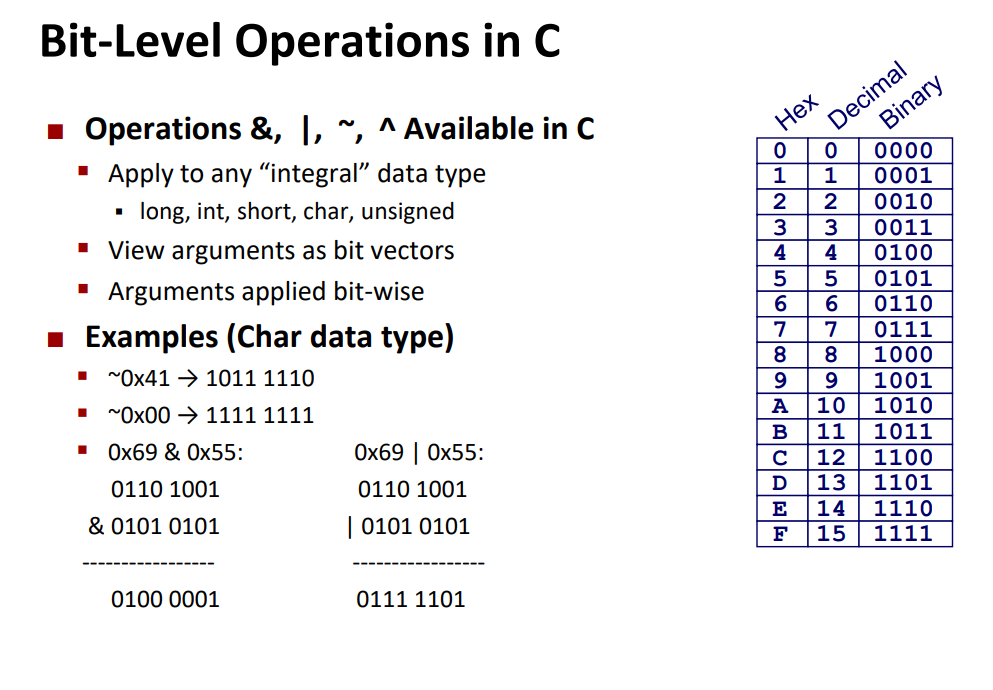 Bit-Level Operations in C
Operations &, |, ~, ^ Available in C
Apply to any “integral” data type
long, int, short, char, unsigned
View arguments as bit vectors
Arguments applied bit-wise
Examples (Char data type)
~0x41 → 1011 1110
~0x00 → 1111 1111
0x69 & 0x55: 0x69 | 0x55:
0110 1001 0110 1001
& 0101 0101 | 0101 0101
----------------- -----------------
0100 0001 0111 1101
Hex Decimal Binary
0 0 0000
1 1 0001
2 2 0010
3 3 0011
4 4 0100
5 5 0101
6 6 0110
7 7 0111
8 8 1000
9 9 1001
A 10 1010
B 11 1011
C 12 1100
D 13 1101
E 14 1110
F 15 1111